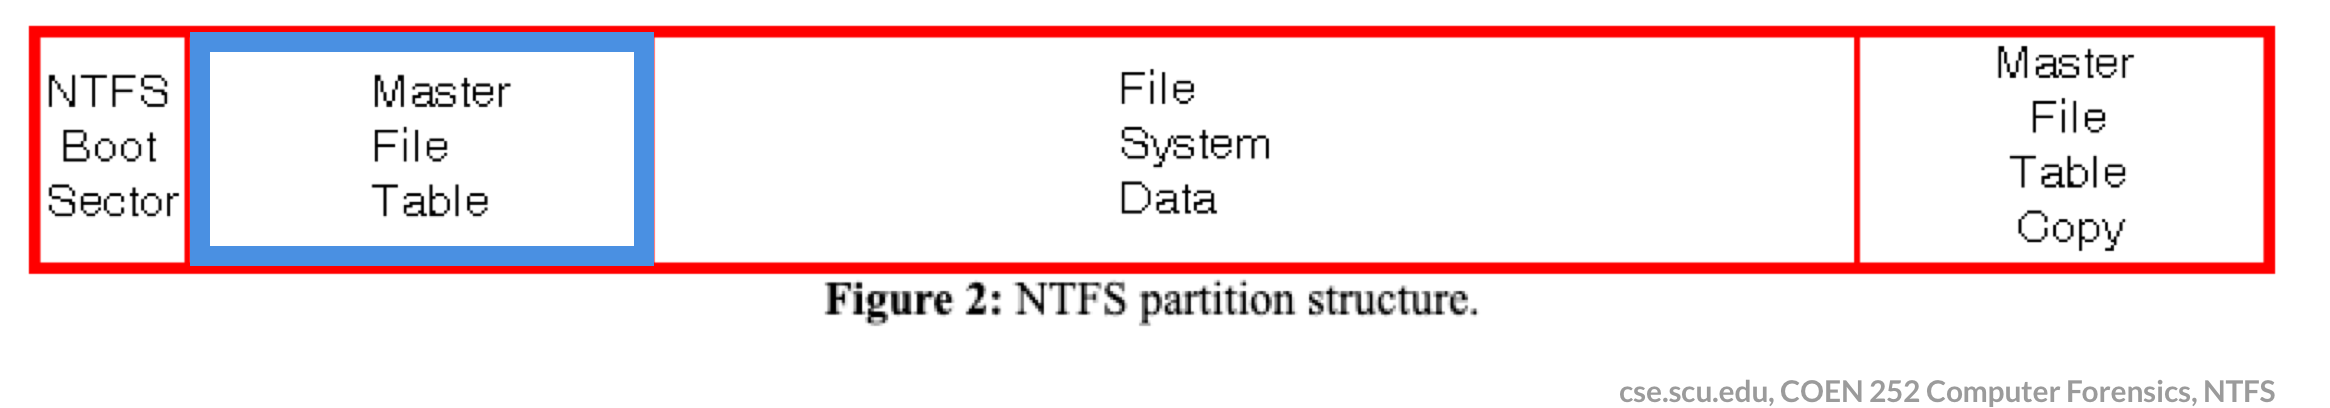 NTFS
Boot
Sector
Master
File
Table
File
System
Data
Master
File
Table
Copy
Figure 2: NTFS partition structure.
cse.scu.edu, COEN 252 Computer Forensics, NTFS